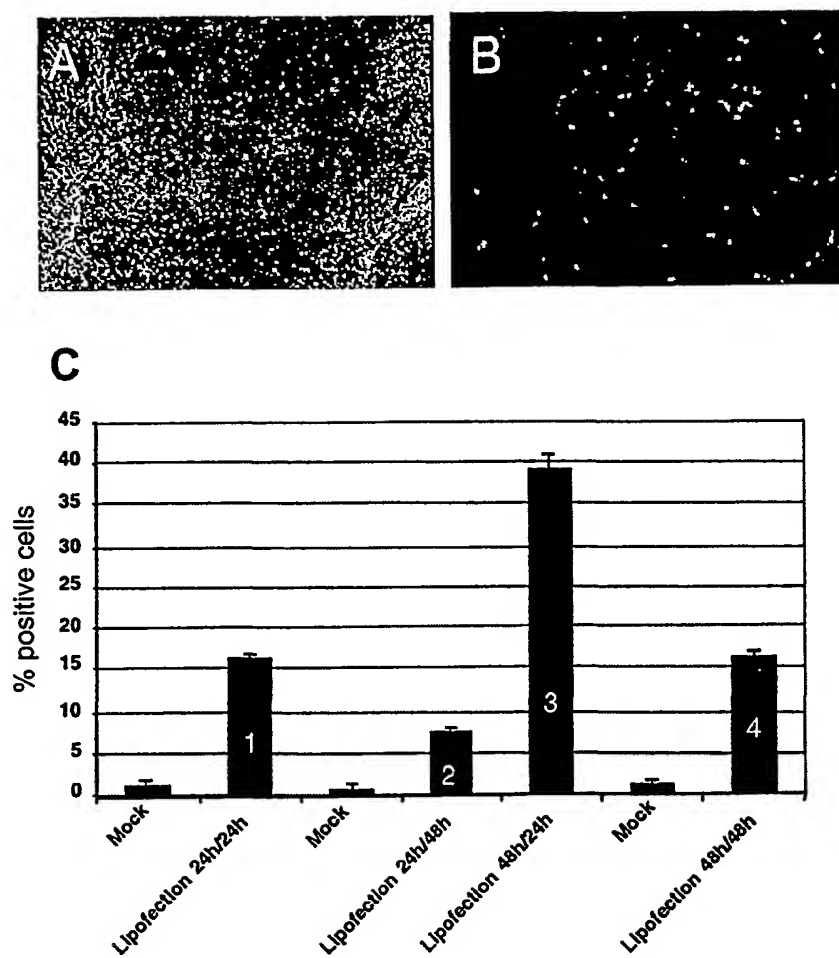 A
B
C
% positive cells
45
40
35
30
25
20
15
10
5
0
1
2
3
4
Mock
Lipofection 24h/24h
Mock
Lipofection 24h/48h
Lipofection 48h/24h
Mock
Lipofection 48h/48h